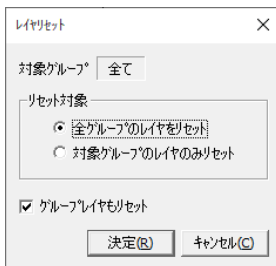 ﾚｲﾔﾘｾｯﾄ
対象ｸﾞﾙｰﾌﾟ 全て
ﾘｾｯﾄ対象
全ｸﾞﾙｰﾌﾟのﾚｲﾔをﾘｾｯﾄ
対象ｸﾞﾙｰﾌﾟのﾚｲﾔのみﾘｾｯﾄ
ｸﾞﾙｰﾌﾟﾚｲﾔもﾘｾｯﾄ
決定(R) ｷｬﾝｾﾙ(C)